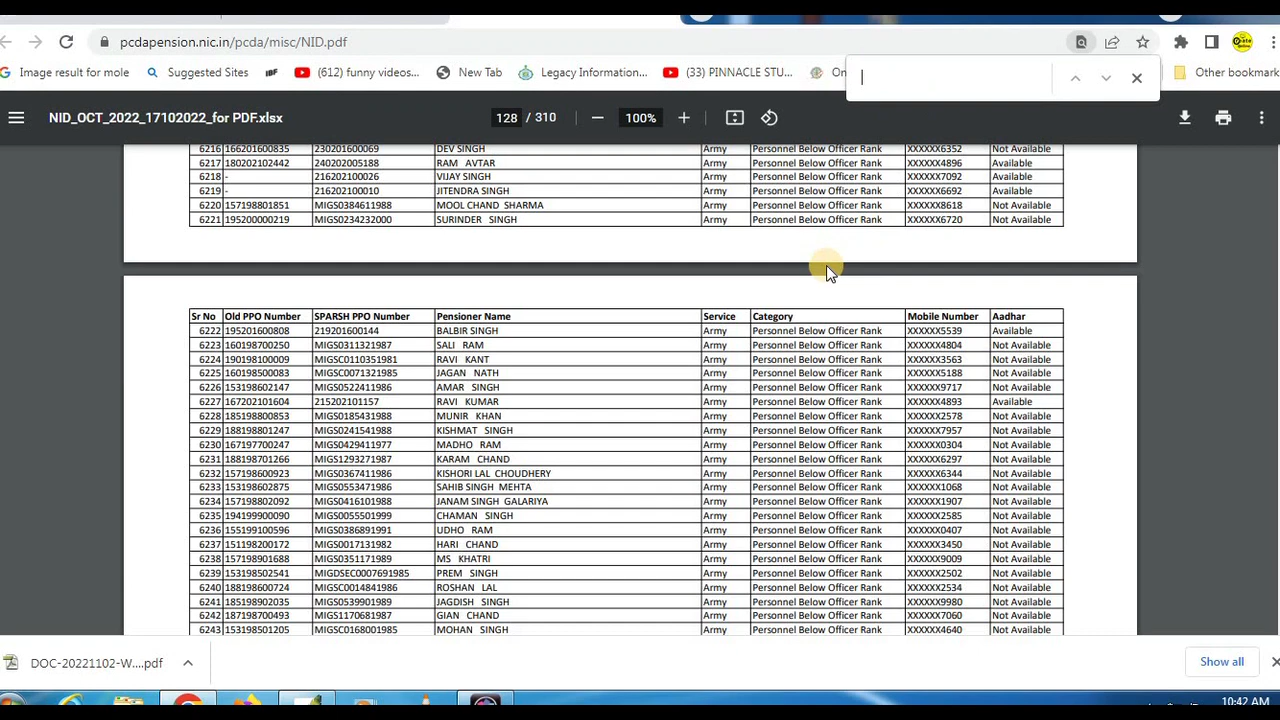 pcdapension.nic.in/pcda/misc/NID.pdf
Image result for mole Suggested Sites IBF (612) funny videos... New Tab Legacy Information... (33) PINNACLE STU... On Other bookmark
NID_OCT_2022_17102022_for PDF.xlsx 128 / 310 100%
6216 166201600835 230201600069 DEV SINGH Army Personnel Below Officer Rank XXXXXX6352 Not Available
6217 180202102442 240202005188 RAM AVTAR Army Personnel Below Officer Rank XXXXXX4896 Available
6218 - 216202100026 VIJAY SINGH Army Personnel Below Officer Rank XXXXXX7092 Available
6219 - 216202100010 JITENDRA SINGH Army Personnel Below Officer Rank XXXXXX6692 Available
6220 157198801851 MIGS0384611988 MOOL CHAND SHARMA Army Personnel Below Officer Rank XXXXXX8618 Not Available
6221 195200000219 MIGS0234232000 SURINDER SINGH Army Personnel Below Officer Rank XXXXXX6720 Not Available
Sr No Old PPO Number SPARSH PPO Number Pensioner Name Service Category Mobile Number Aadhar
6222 195201600808 219201600144 BALBIR SINGH Army Personnel Below Officer Rank XXXXXX5539 Available
6223 160198700250 MIGS0311321987 SALI RAM Army Personnel Below Officer Rank XXXXXX4804 Not Available
6224 190198100009 MIGSC0110351981 RAVI KANT Army Personnel Below Officer Rank XXXXXX3563 Not Available
6225 160198500083 MIGSC0071321985 JAGAN NATH Army Personnel Below Officer Rank XXXXXX5188 Not Available
6226 153198602147 MIGS0522411986 AMAR SINGH Army Personnel Below Officer Rank XXXXXX9717 Not Available
6227 167202101604 215202101157 RAVI KUMAR Army Personnel Below Officer Rank XXXXXX4893 Available
6228 185198800853 MIGS0185431988 MUNIR KHAN Army Personnel Below Officer Rank XXXXXX2578 Not Available
6229 188198801247 MIGS0241541988 KISHMAT SINGH Army Personnel Below Officer Rank XXXXXX7957 Not Available
6230 167197700247 MIGS0429411977 MADHO RAM Army Personnel Below Officer Rank XXXXXX0304 Not Available
6231 188198701266 MIGS1293271987 KARAM CHAND Army Personnel Below Officer Rank XXXXXX6297 Not Available
6232 157198600923 MIGS0367411986 KISHORI LAL CHOUDHERY Army Personnel Below Officer Rank XXXXXX6344 Not Available
6233 153198602875 MIGS0553471986 SAHIB SINGH MEHTA Army Personnel Below Officer Rank XXXXXX1068 Not Available
6234 157198802092 MIGS0416101988 JANAM SINGH GALARIYA Army Personnel Below Officer Rank XXXXXX1907 Not Available
6235 194199900090 MIGS0055501999 CHAMAN SINGH Army Personnel Below Officer Rank XXXXXX2585 Not Available
6236 155199100596 MIGS0386891991 UDHO RAM Army Personnel Below Officer Rank XXXXXX0407 Not Available
6237 151198200172 MIGS0017131982 HARI CHAND Army Personnel Below Officer Rank XXXXXX3450 Not Available
6238 157198901688 MIGS0351171989 MS KHATRI Army Personnel Below Officer Rank XXXXXX9009 Not Available
6239 153198502541 MIGDSEC0007691985 PREM SINGH Army Personnel Below Officer Rank XXXXXX2502 Not Available
6240 188198600724 MIGSC0014841986 ROSHAN LAL Army Personnel Below Officer Rank XXXXXX2534 Not Available
6241 185198902035 MIGS0539901989 JAGDISH SINGH Army Personnel Below Officer Rank XXXXXX9980 Not Available
6242 187198700493 MIGS1170681987 GIAN CHAND Army Personnel Below Officer Rank XXXXXX7060 Not Available
6243 153198501205 MIGSC0168001985 MOHAN SINGH Army Personnel Below Officer Rank XXXXXX4640 Not Available
DOC-20221102-W....pdf Show all
10:42 AM